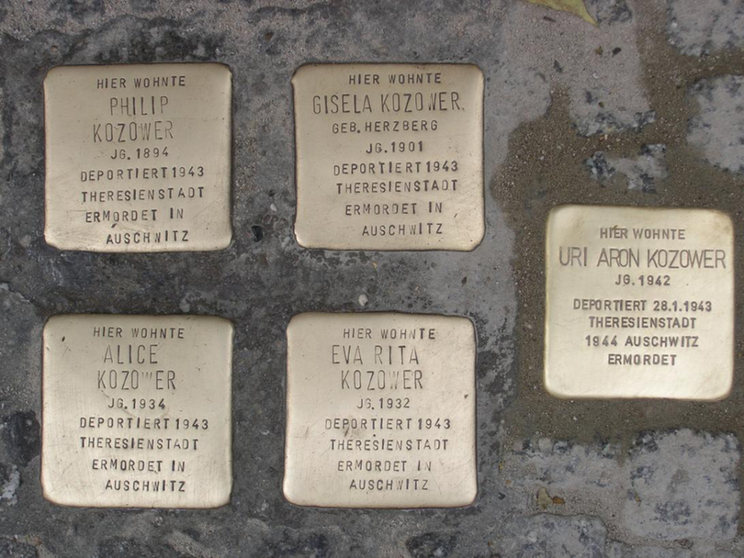 HIER WOHNTE
PHILIP
KOZOWER
JG. 1894
DEPORTIERT 1943
THERESIENSTADT
ERMORDET IN
AUSCHWITZ
HIER WOHNTE
GISELA KOZOWER
GEB. HERZBERG
JG. 1901
DEPORTIERT 1943
THERESIENSTADT
ERMORDET IN
AUSCHWITZ
HIER WOHNTE
URI ARON KOZOWER
JG. 1942
DEPORTIERT 28.1.1943
THERESIENSTADT
1944 AUSCHWITZ
ERMORDET
HIER WOHNTE
ALICE
KOZOWER
JG. 1934
DEPORTIERT 1943
THERESIENSTADT
ERMORDET IN
AUSCHWITZ
HIER WOHNTE
EVA RITA
KOZOWER
JG. 1932
DEPORTIERT 1943
THERESIENSTADT
ERMORDET IN
AUSCHWITZ